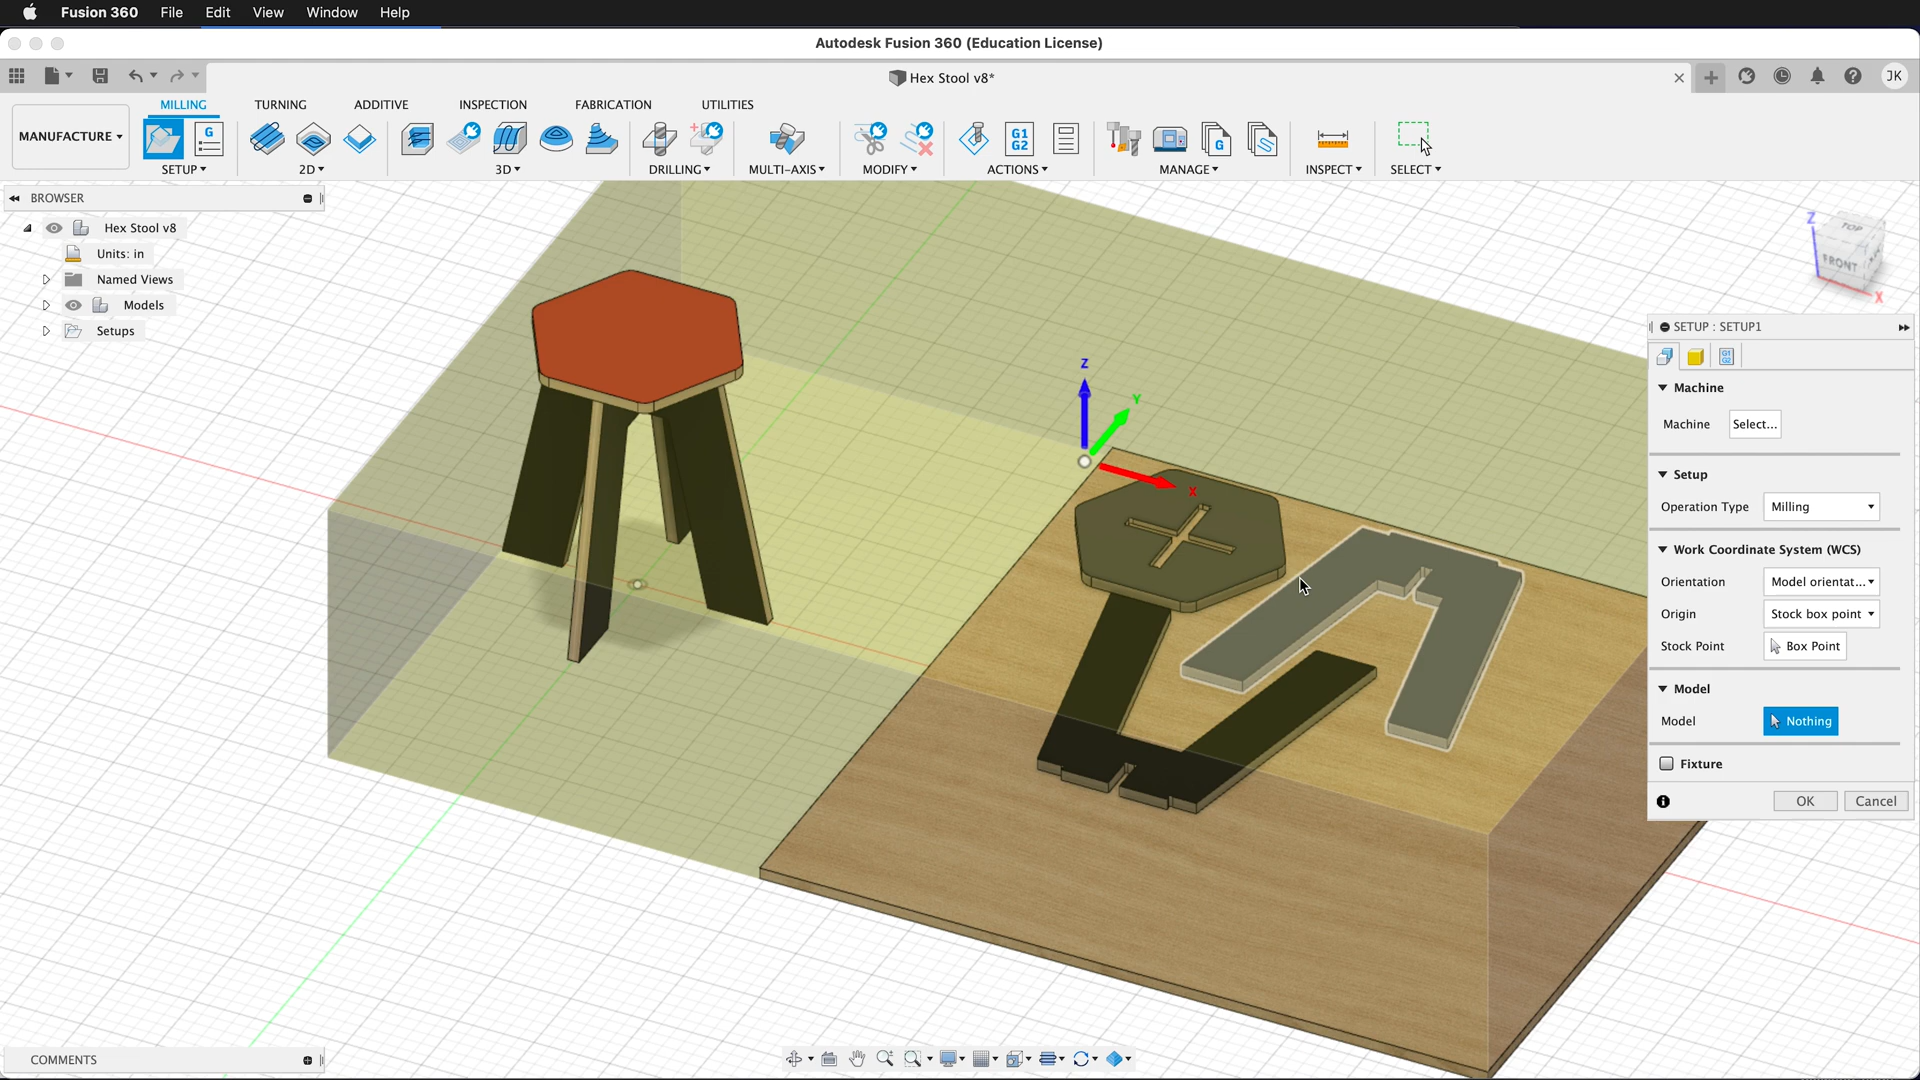 Fusion 360 File Edit View Window Help
Autodesk Fusion 360 (Education License)
Hex Stool v8*
JK
MILLING TURNING ADDITIVE INSPECTION FABRICATION UTILITIES
MANUFACTURE
G
G1
G2
G
SETUP 2D 3D DRILLING MULTI-AXIS MODIFY ACTIONS MANAGE INSPECT SELECT
BROWSER
Hex Stool v8
Units: in
Named Views
Models
Setups
Z
TOP
FRONT
X
Z
Y
X
SETUP : SETUP1
G1
G2
Machine
Machine Select...
Setup
Operation Type Milling
Work Coordinate System (WCS)
Orientation Model orientat...
Origin Stock box point
Stock Point Box Point
Model
Model Nothing
Fixture
OK Cancel
COMMENTS